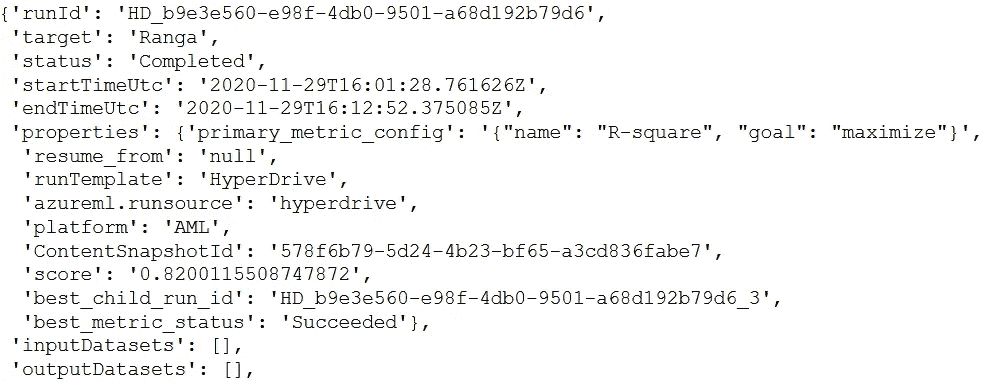 {'runId': 'HD_b9e3e560-e98f-4db0-9501-a68d192b79d6',
'target': 'Ranga',
'status': 'Completed',
'startTimeUtc': '2020-11-29T16:01:28.761626Z',
'endTimeUtc': '2020-11-29T16:12:52.375085Z',
'properties': {'primary_metric_config': '{"name": "R-square", "goal": "maximize"}',
'resume_from': 'null',
'runTemplate': 'HyperDrive',
'azureml.runsource': 'hyperdrive',
'platform': 'AML',
'ContentSnapshotId': '578f6b79-5d24-4b23-bf65-a3cd836fabe7',
'score': '0.8200115508747872',
'best_child_run_id': 'HD_b9e3e560-e98f-4db0-9501-a68d192b79d6_3',
'best_metric_status': 'Succeeded'},
'inputDatasets': [],
'outputDatasets': [],